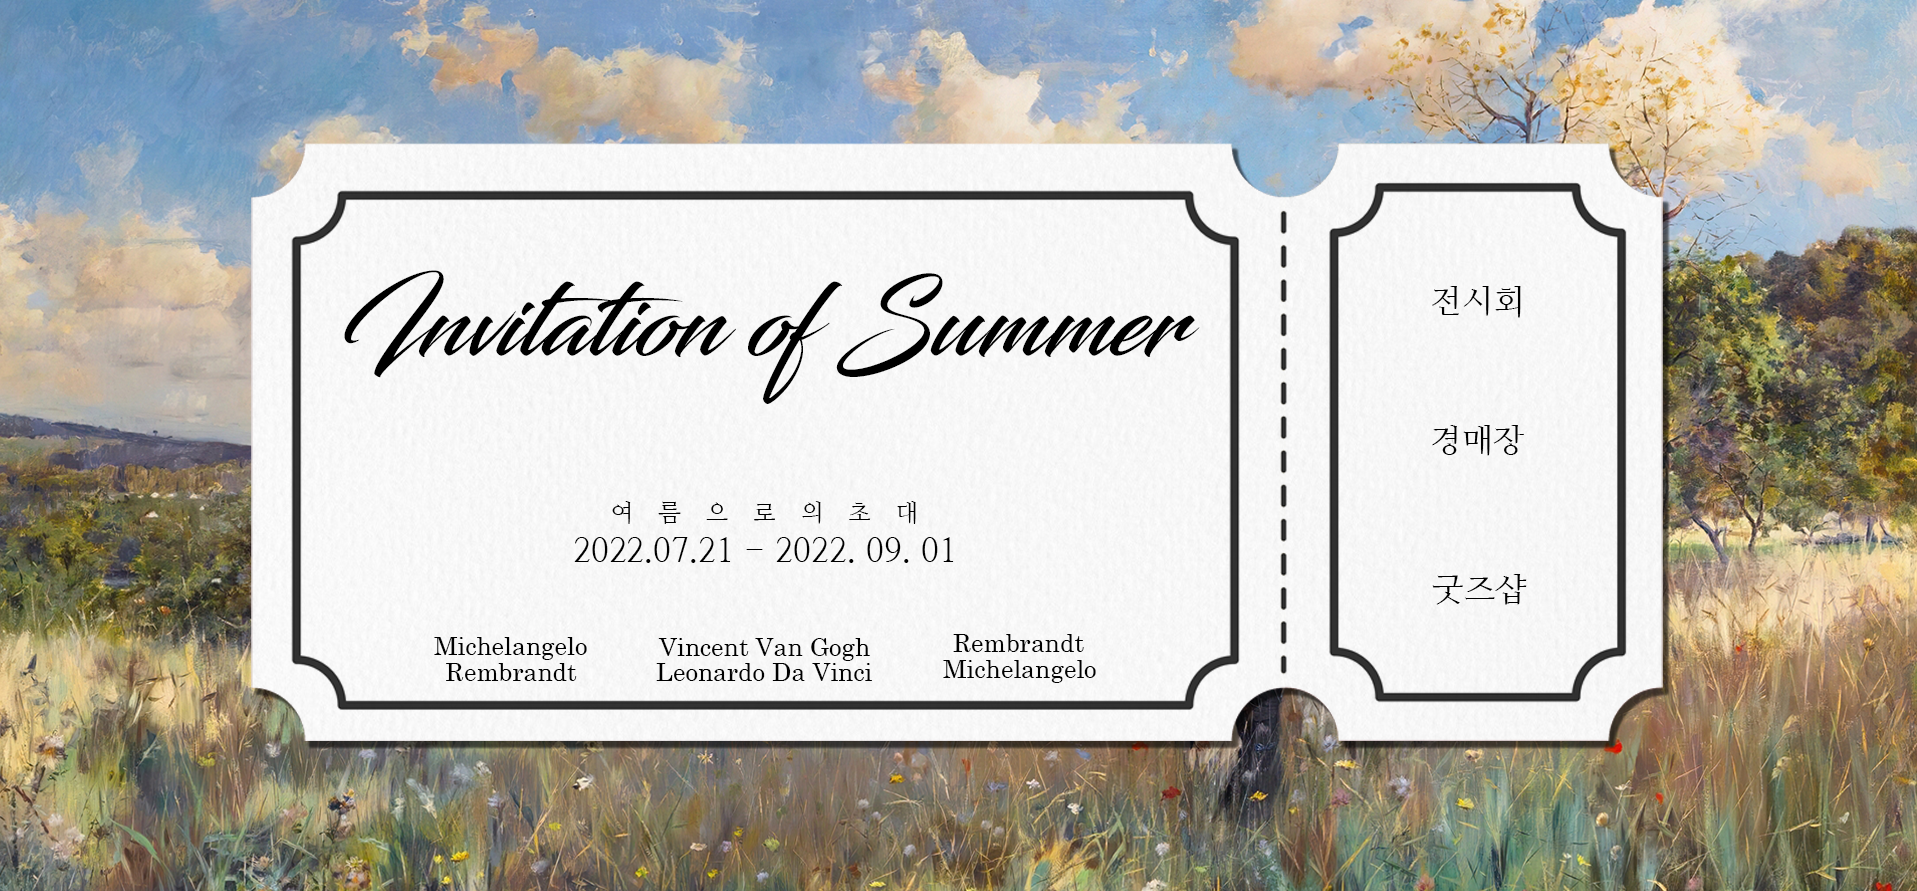 Invitation of Summer
여 름 으 로 의 초 대
2022.07.21 - 2022. 09. 01
Michelangelo
Rembrandt
Vincent Van Gogh
Leonardo Da Vinci
Rembrandt
Michelangelo
전시회
경매장
굿즈샵